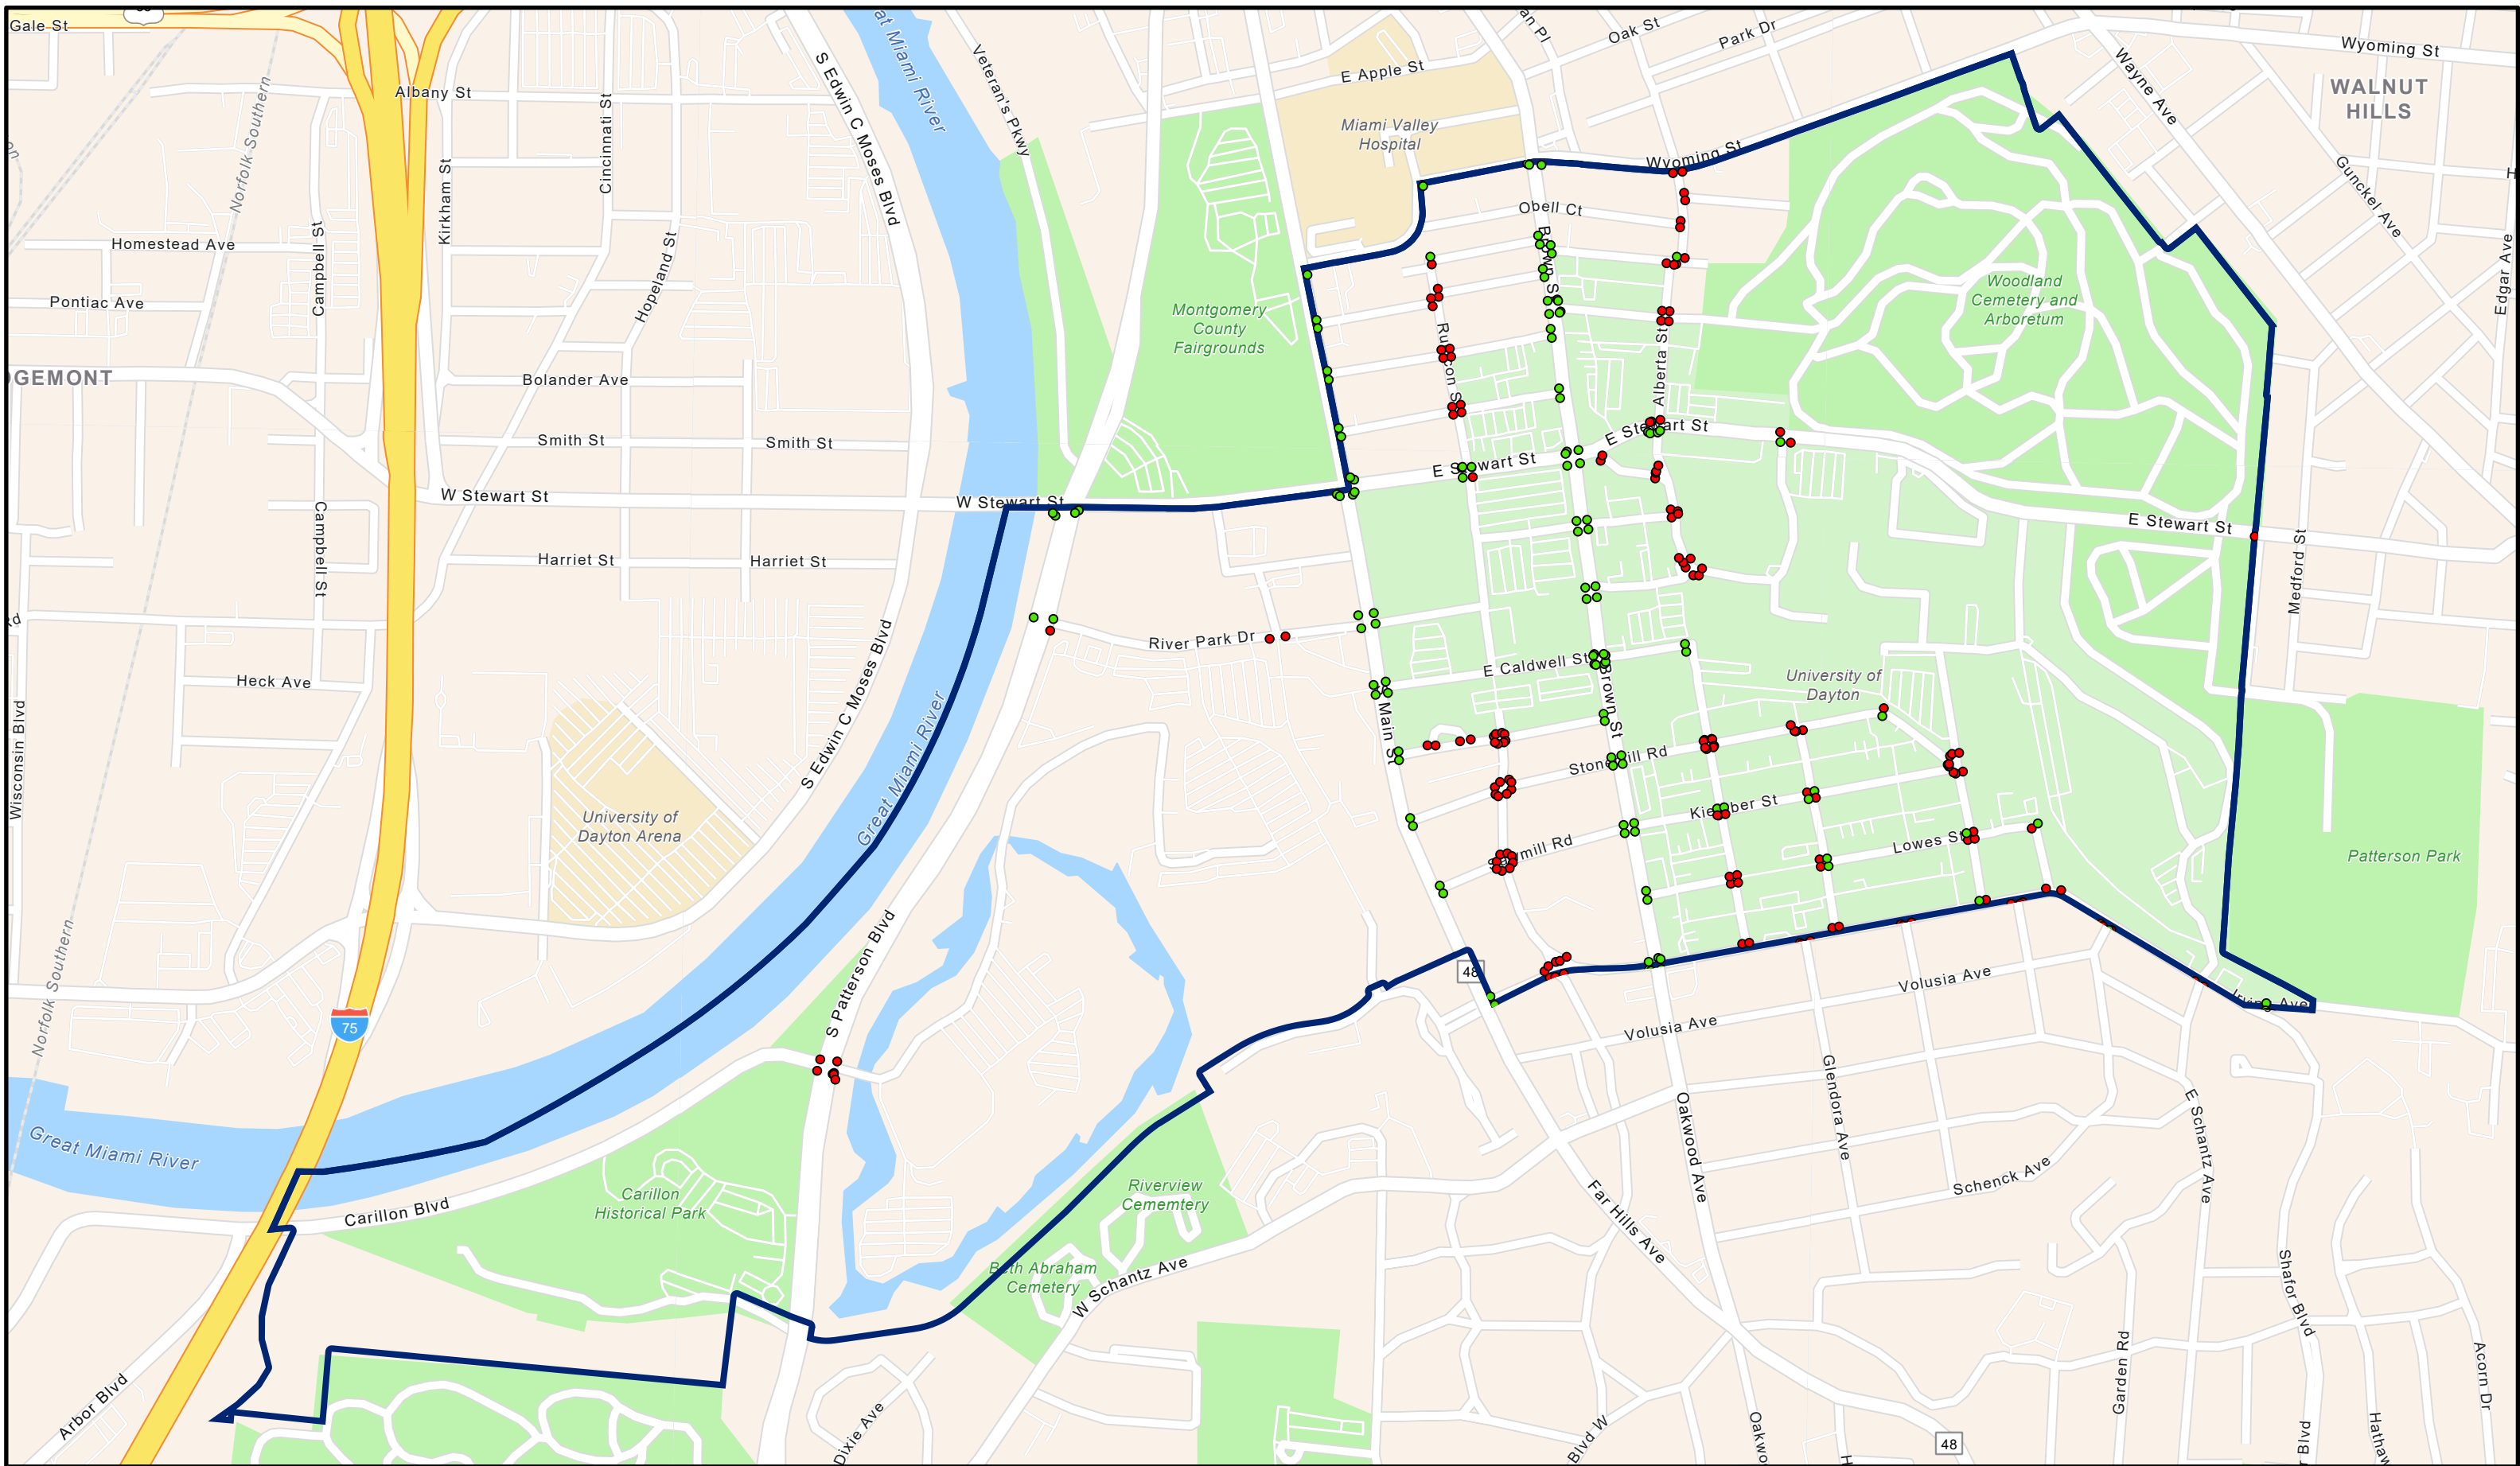 Gale St
Albany St
Norfolk Southern
Kirkham St
Cincinnati St
S Edwin C Moses Blvd
Veteran's Pkwy
E Apple St
Miami Valley
Hospital
Oak St
Park Dr
Wyoming St
Wyoming St
Wayne Ave
WALNUT
HILLS
Gunckel Ave
Edgar Ave
Homestead Ave
Campbell St
Hopeland St
Pontiac Ave
Obell Ct
Brown St
Montgomery
County
Fairgrounds
Woodland
Cemetery and
Arboretum
Alberta St
DGEMONT
Bolander Ave
Smith St
Smith St
E Stewart St
E Stewart St
W Stewart St
W Stewart St
E Stewart St
Campbell St
Harriet St
Harriet St
Medford St
River Park Dr
E Caldwell St
Heck Ave
University of
Dayton
Wisconsin Blvd
S Edwin C Moses Blvd
Great Miami River
Main St
Brown St
University of
Dayton Arena
Kiefaber St
Lowes St
Patterson Park
Norfolk Southern
S Patterson Blvd
48
Volusia Ave
Volusia Ave
Irving Ave
75
Great Miami River
Carillon Blvd
Carillon
Historical Park
Riverview
Cememtery
Beth Abraham
Cemetery
W Schantz Ave
Oakwood Ave
Glendora Ave
Schenck Ave
E Schantz Ave
Far Hills Ave
Shafor Blvd
Garden Rd
Acorn Dr
Arbor Blvd
Dixie Ave
Blvd W
48
Blvd